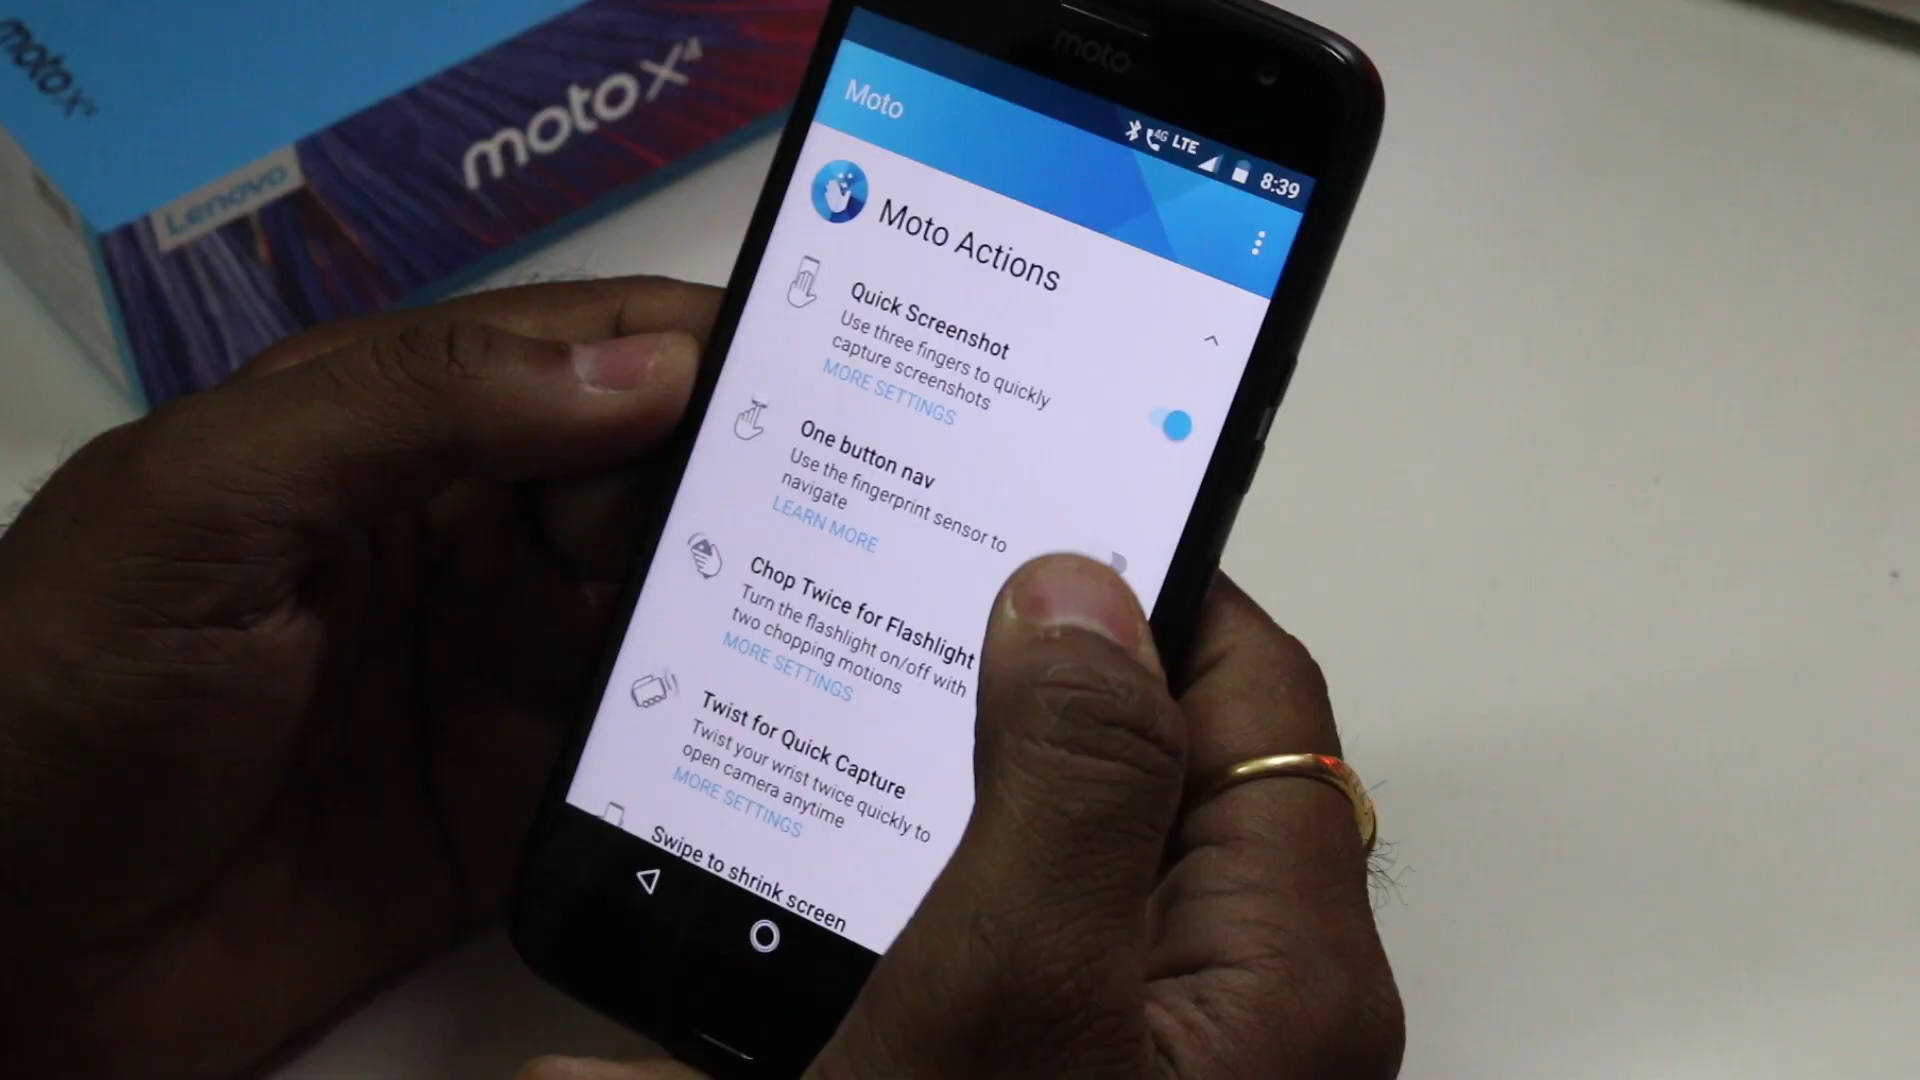 moto x4
moto x4
Lenovo
moto
Moto
4G LTE 8:39
Moto Actions
Quick Screenshot
Use three fingers to quickly
capture screenshots
MORE SETTINGS
One button nav
Use the fingerprint sensor to
navigate
LEARN MORE
Chop Twice for Flashlight
Turn the flashlight on/off with
two chopping motions
MORE SETTINGS
Twist for Quick Capture
Twist your wrist twice quickly to
open camera anytime
MORE SETTINGS
Swipe to shrink screen